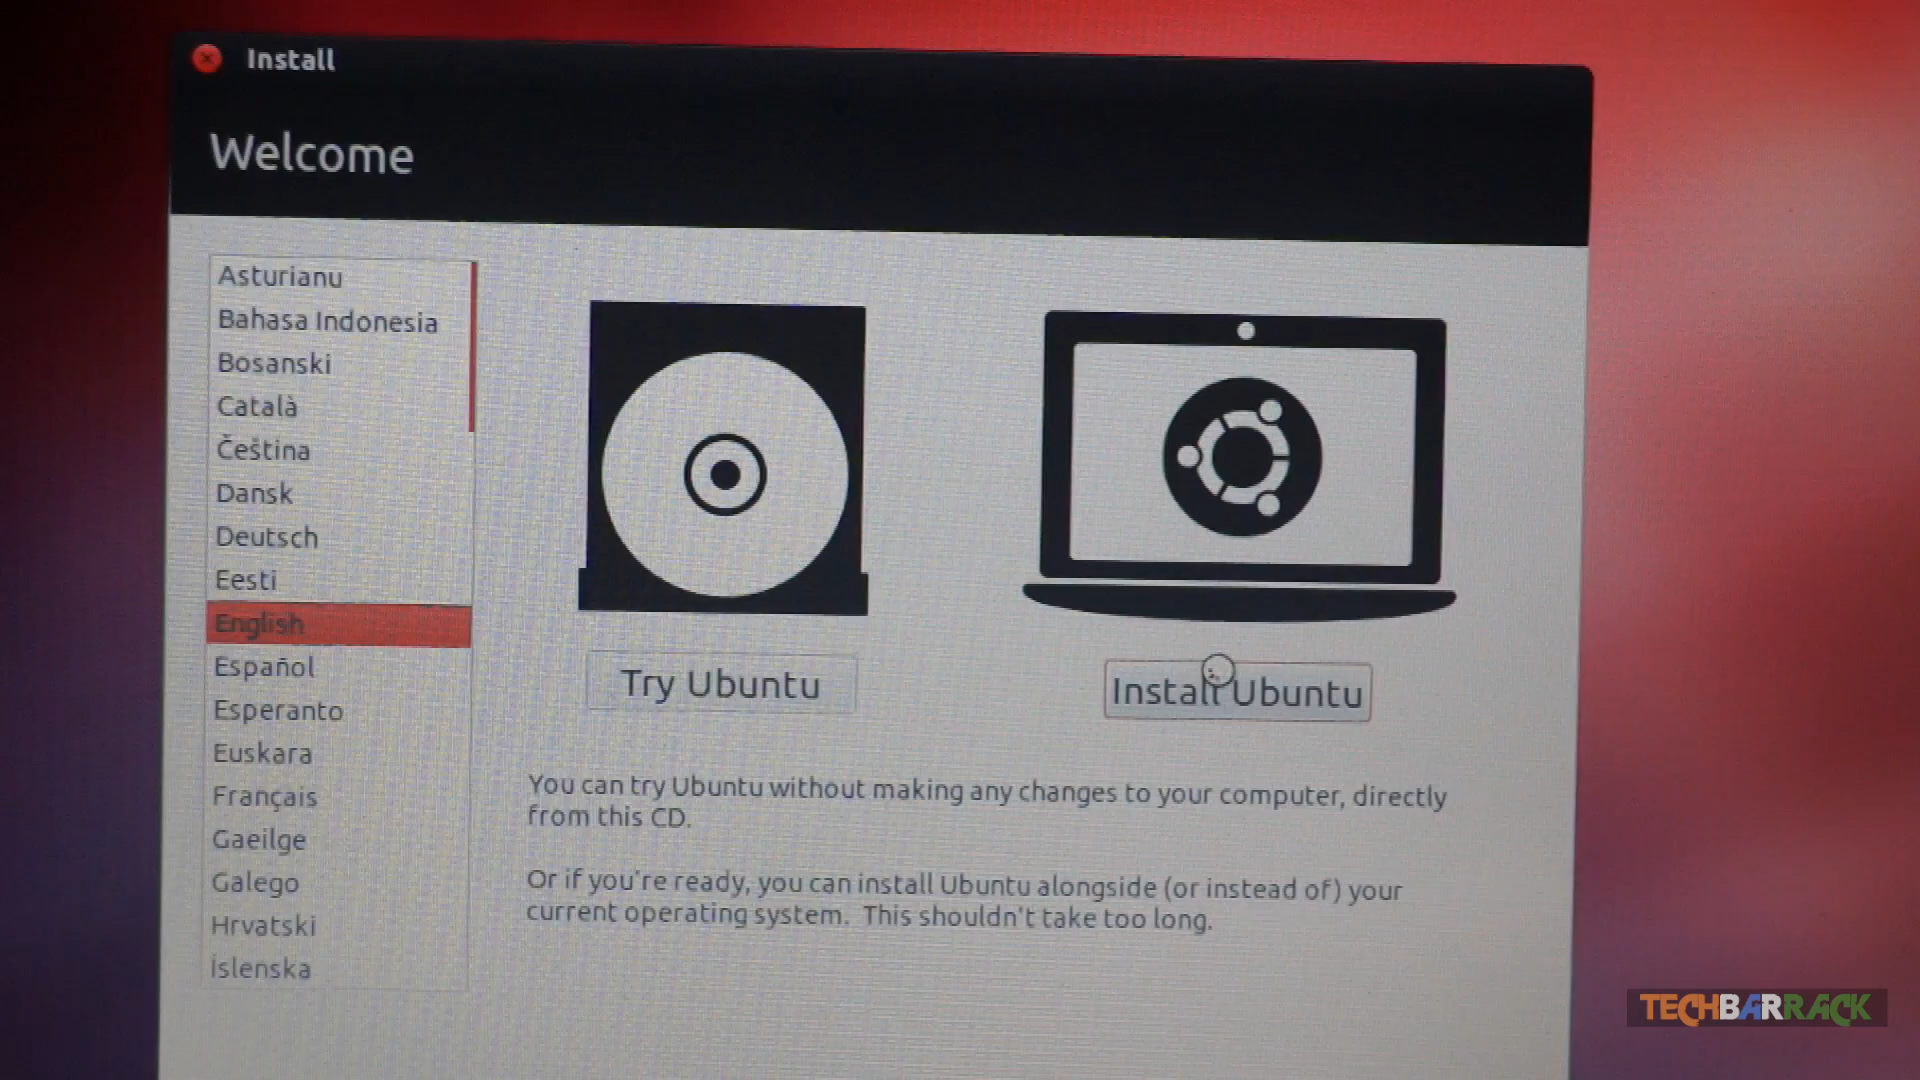 Install
Welcome
Asturianu
Bahasa Indonesia
Bosanski
Català
Čeština
Dansk
Deutsch
Eesti
English
Español
Esperanto
Euskara
Français
Gaeilge
Galego
Hrvatski
Íslenska
Try Ubuntu
Install Ubuntu
You can try Ubuntu without making any changes to your computer, directly
from this CD.
Or if you're ready, you can install Ubuntu alongside (or instead of) your
current operating system. This shouldn't take too long.
TECHBARRACK